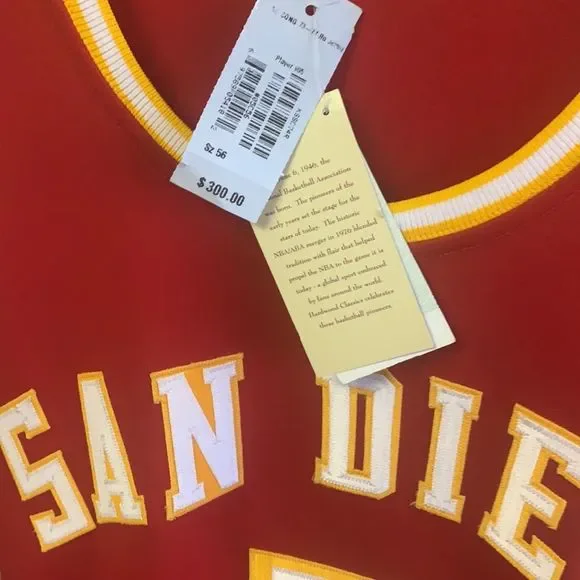 Player #05
SZ 56
$300.00
6, 1946, the
Basketball Association
was born. The pioneers of the
early years set the stage for the
stars of today. The historic
NBA/ABA merger in 1976 blended
tradition with flair that helped
propel the NBA to the game it is
today - a global sport embraced
by fans around the world.
Hardwood Classics celebrates
these basketball pioneers.
SAN DIE